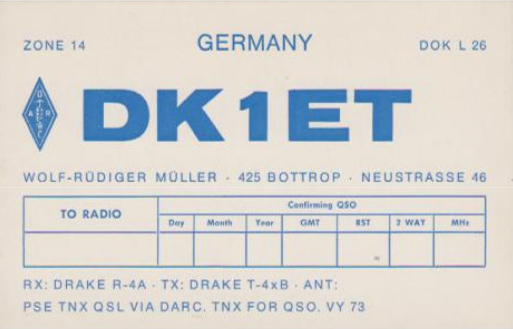 ZONE 14
GERMANY
DOK L 26
DARC
DK1ET
WOLF-RÜDIGER MÜLLER · 425 BOTTROP · NEUSTRASSE 46
TO RADIO
Confirming QSO
Day Month Year GMT RST 2 WAY MHz
RX: DRAKE R-4A · TX: DRAKE T-4xB · ANT:
PSE TNX QSL VIA DARC. TNX FOR QSO. VY 73